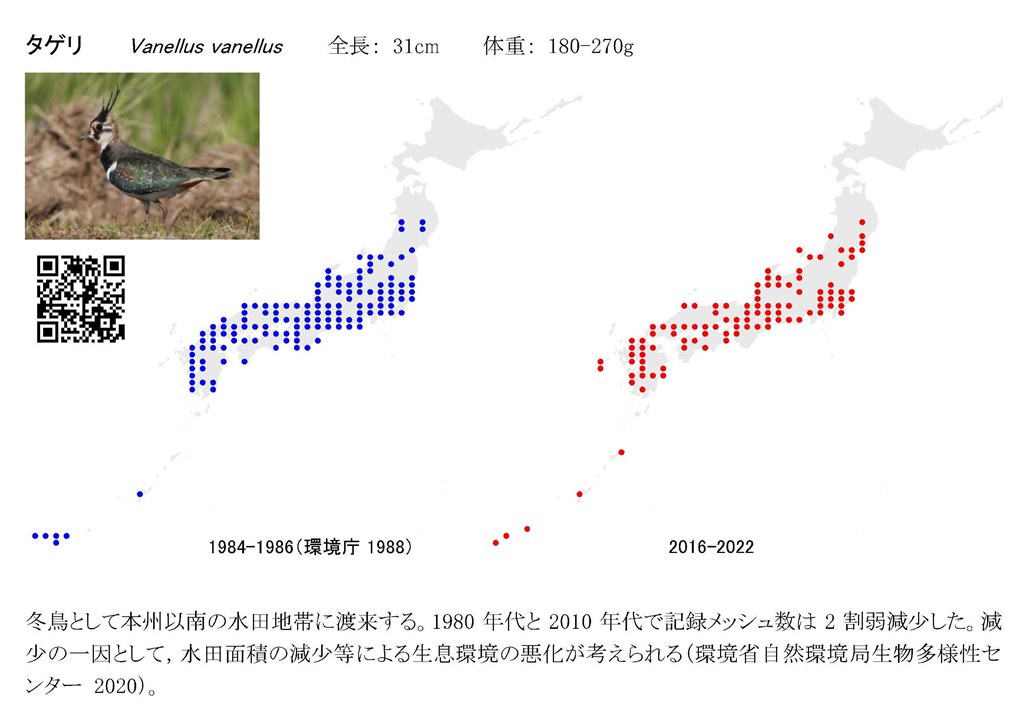 タゲリ Vanellus vanellus 全長： 31cm 体重： 180-270g
1984-1986（環境庁 1988） 2016-2022
冬鳥として本州以南の水田地帯に渡来する。1980 年代と 2010 年代で記録メッシュ数は 2 割弱減少した。減
少の一因として，水田面積の減少等による生息環境の悪化が考えられる（環境省自然環境局生物多様性セ
ンター 2020）。